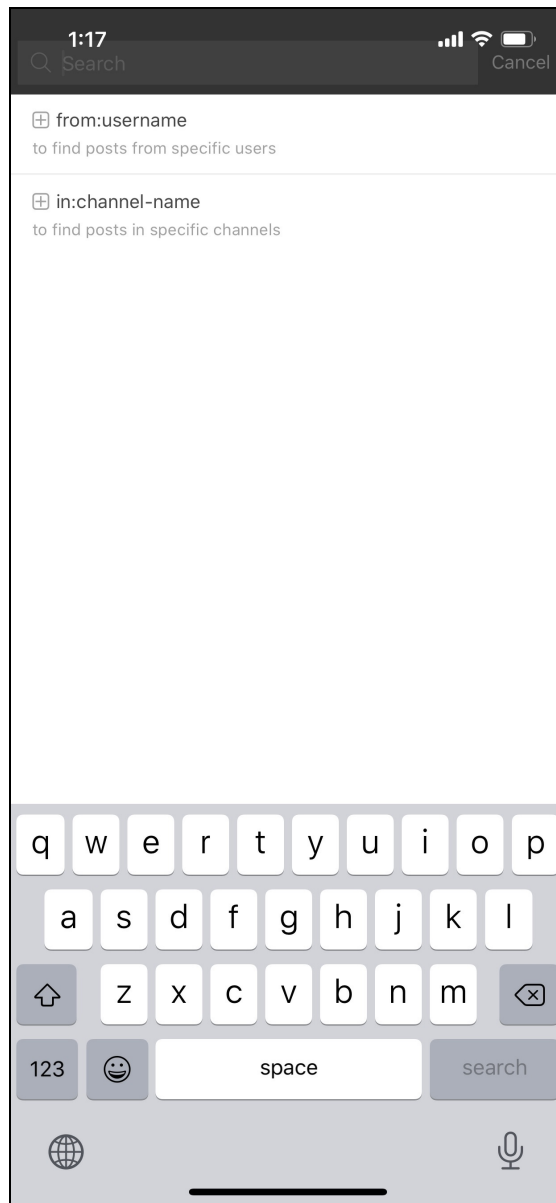 1:17
Search
Cancel
from:username
to find posts from specific users
in:channel-name
to find posts in specific channels
q w e r t y u i o p
a s d f g h j k l
z x c v b n m
123 space search